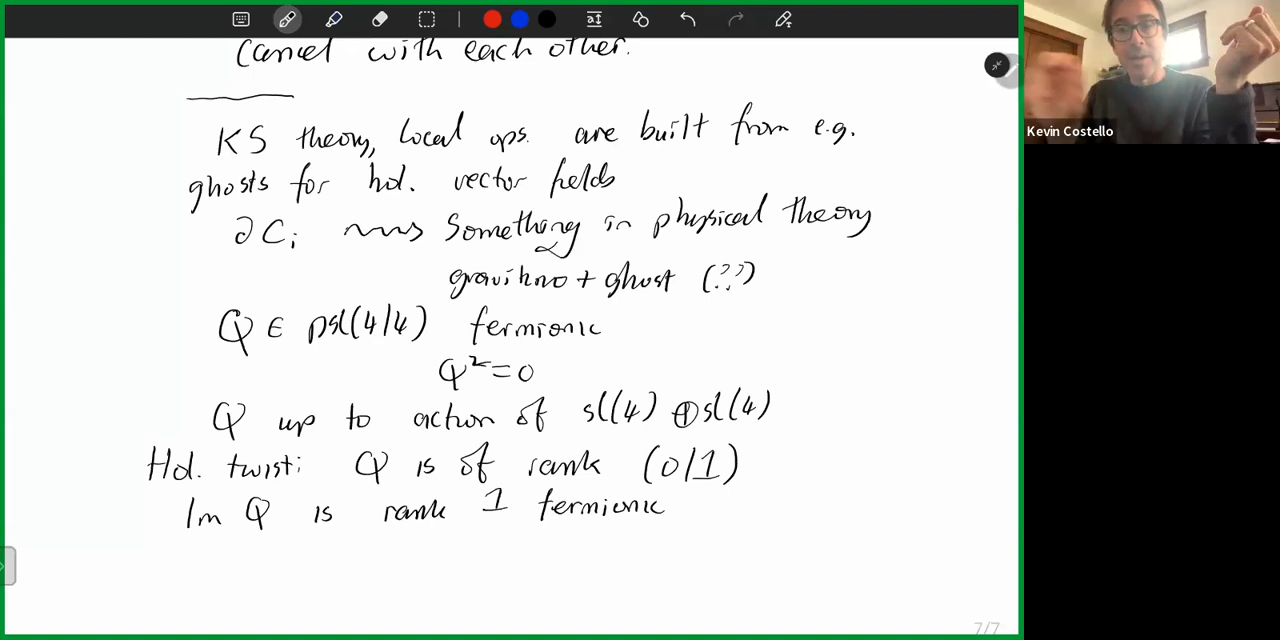 cancel with each other.
KS theory, local ops. are built from e.g.
ghosts for hol. vector fields
∂C_i ⇝ something in physical theory
gravitino + ghost (??)
Q ∈ psl(4|4) fermionic
Q² = 0
Q up to action of sl(4) ⊕ sl(4)
Hol. twist: Q is of rank (0|1)
Im Q is rank 1 fermionic
7/7
Kevin Costello